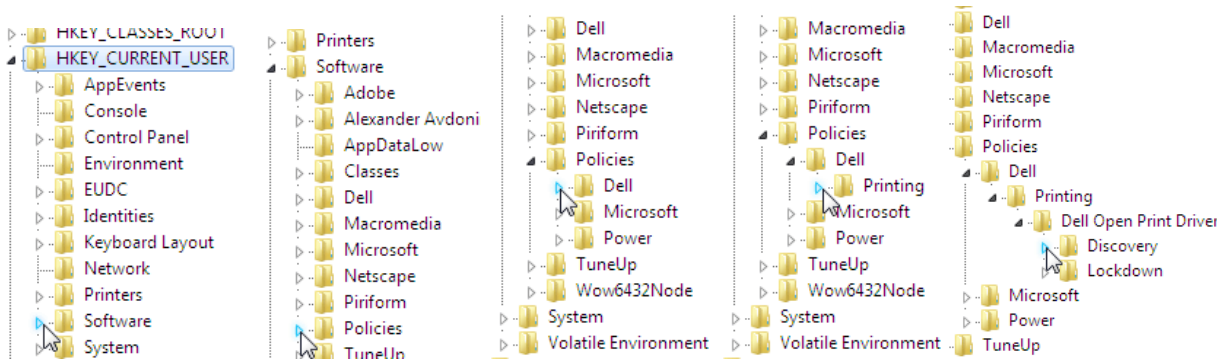 HKEY_CLASSES_ROOT
HKEY_CURRENT_USER
AppEvents
Console
Control Panel
Environment
EUDC
Identities
Keyboard Layout
Network
Printers
Software
System
Printers
Software
Adobe
Alexander Avdoni
AppDataLow
Classes
Dell
Macromedia
Microsoft
Netscape
Piriform
Policies
TuneUp
Dell
Macromedia
Microsoft
Netscape
Piriform
Policies
Dell
Microsoft
Power
TuneUp
Wow6432Node
System
Volatile Environment
Macromedia
Microsoft
Netscape
Piriform
Policies
Dell
Printing
Microsoft
Power
TuneUp
Wow6432Node
System
Volatile Environment
Dell
Macromedia
Microsoft
Netscape
Piriform
Policies
Dell
Printing
Dell Open Print Driver
Discovery
Lockdown
Microsoft
Power
TuneUp